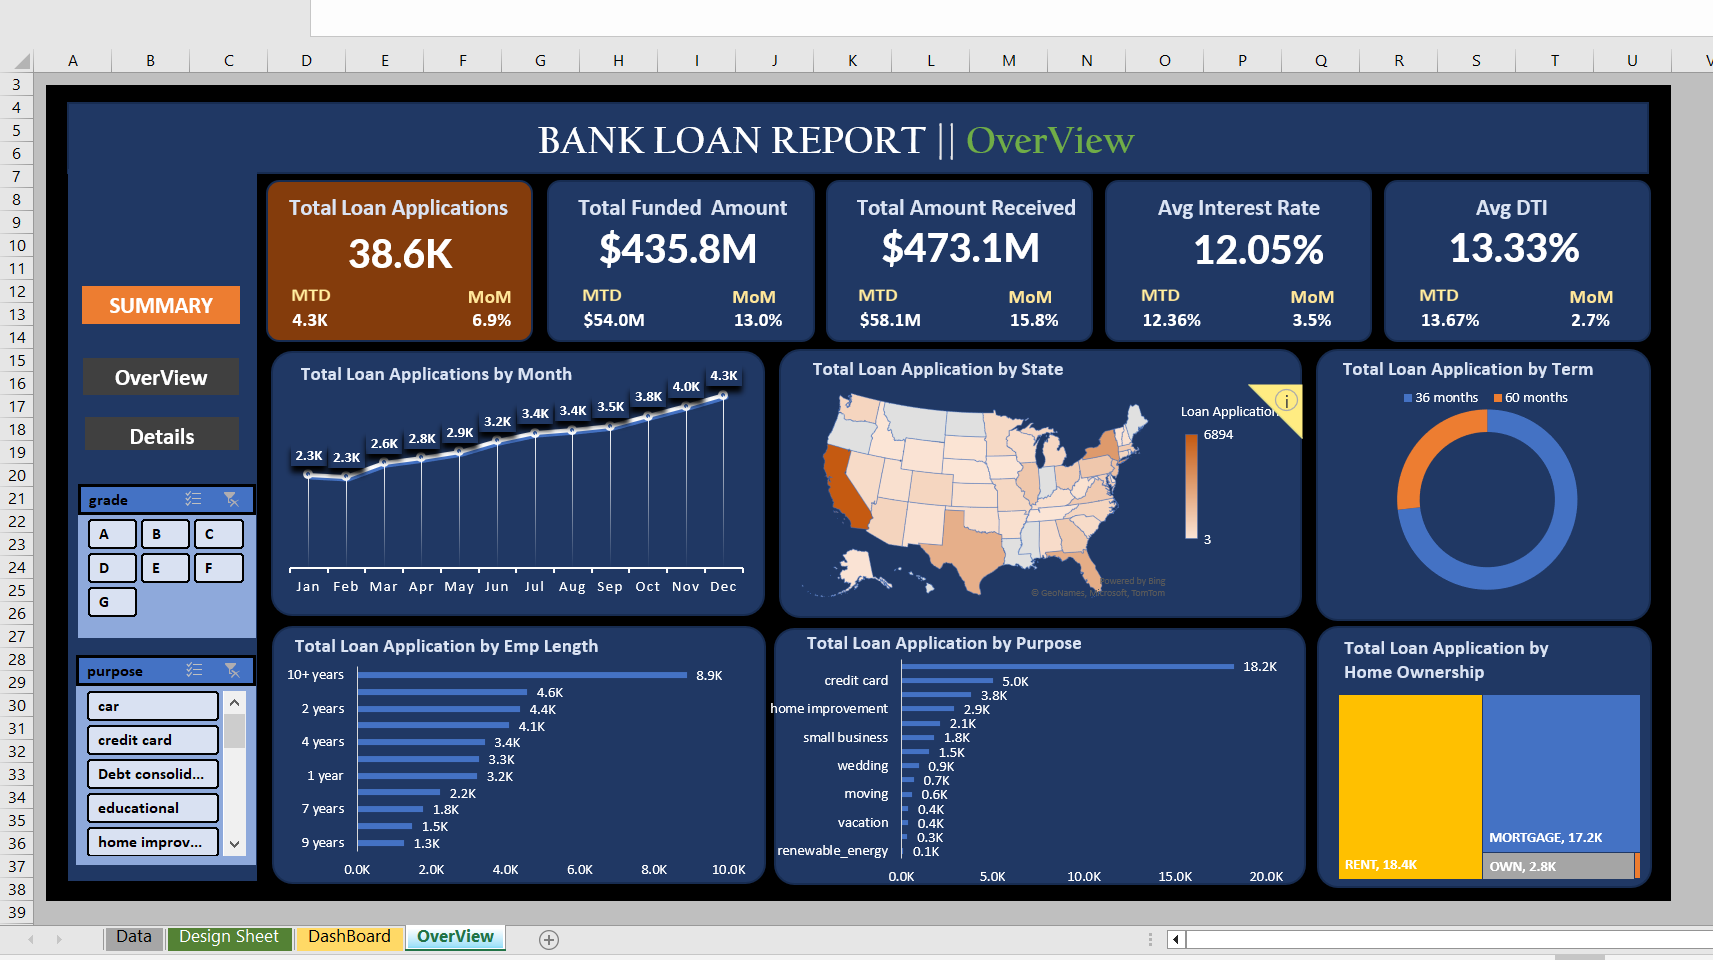 A B C D E F G H I J K L M N O P Q R S T U V
3
4
5
6
7
8
9
10
11
12
13
14
15
16
17
18
19
20
21
22
23
24
25
26
27
28
29
30
31
32
33
34
35
36
37
38
39
BANK LOAN REPORT || OverView
SUMMARY
OverView
Details
grade
A B C
D E F
G
purpose
car
credit card
Debt consolid...
educational
home improv...
Total Loan Applications
38.6K
MTD MoM
4.3K 6.9%
Total Funded Amount
$435.8M
MTD MoM
$54.0M 13.0%
Total Amount Received
$473.1M
MTD MoM
$58.1M 15.8%
Avg Interest Rate
12.05%
MTD MoM
12.36% 3.5%
Avg DTI
13.33%
MTD MoM
13.67% 2.7%
Total Loan Applications by Month
2.3K 2.3K 2.6K 2.8K 2.9K 3.2K 3.4K 3.4K 3.5K 3.8K 4.0K 4.3K
Jan Feb Mar Apr May Jun Jul Aug Sep Oct Nov Dec
Total Loan Application by State
Loan Application
6894
3
Powered by Bing
© GeoNames, Microsoft, TomTom
Total Loan Application by Term
36 months 60 months
Total Loan Application by Emp Length
10+ years 8.9K
4.6K
2 years 4.4K
4.1K
4 years 3.4K
3.3K
1 year 3.2K
2.2K
7 years 1.8K
1.5K
9 years 1.3K
0.0K 2.0K 4.0K 6.0K 8.0K 10.0K
Total Loan Application by Purpose
18.2K
credit card 5.0K
3.8K
home improvement 2.9K
2.1K
small business 1.8K
1.5K
wedding 0.9K
0.7K
moving 0.6K
0.4K
vacation 0.4K
0.3K
renewable_energy 0.1K
0.0K 5.0K 10.0K 15.0K 20.0K
Total Loan Application by
Home Ownership
RENT, 18.4K
MORTGAGE, 17.2K
OWN, 2.8K
Data Design Sheet DashBoard OverView